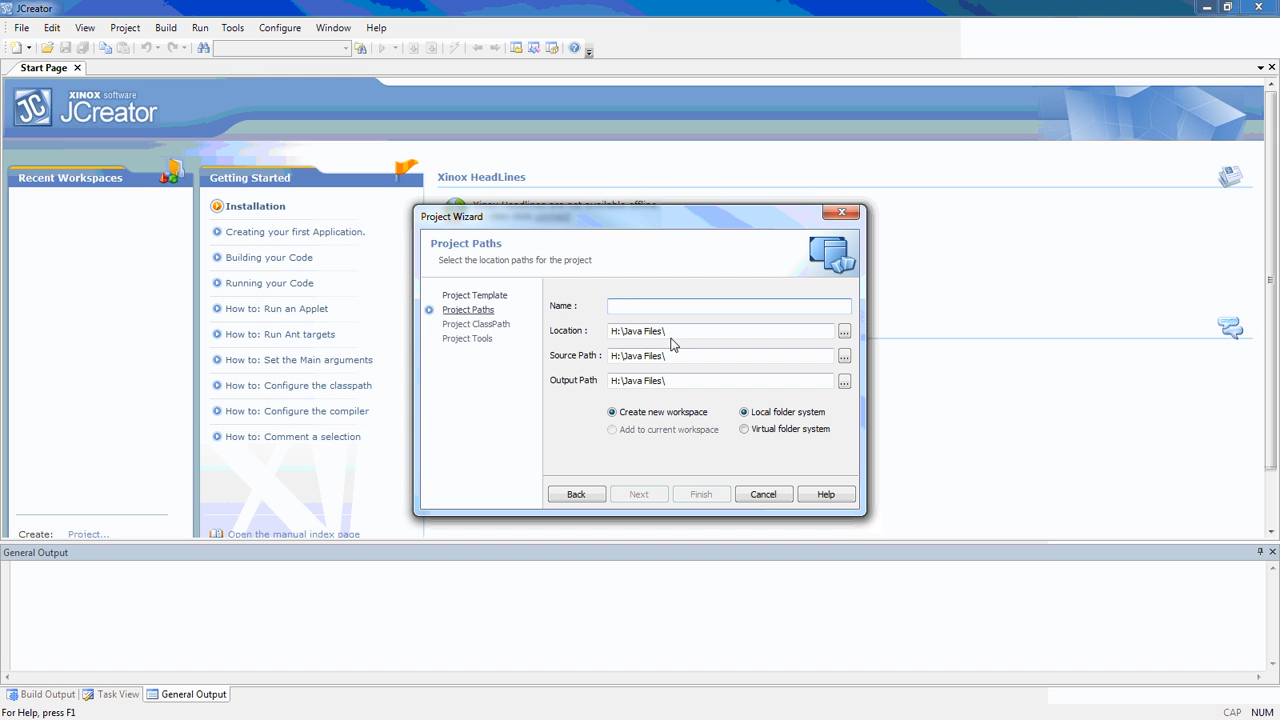 JCreator
File Edit View Project Build Run Tools Configure Window Help
Start Page
XINOX software
JC JCreator
Recent Workspaces
Getting Started
Xinox HeadLines
Installation
Creating your first Application.
Building your Code
Running your Code
How to: Run an Applet
How to: Run Ant targets
How to: Set the Main arguments
How to: Configure the classpath
How to: Configure the compiler
How to: Comment a selection
Open the manual index page
Create: Project...
Xinox Headlines are not available offline
Project Wizard
Project Paths
Select the location paths for the project
Project Template
Project Paths
Project ClassPath
Project Tools
Name :
Location : H:\Java Files\ ...
Source Path : H:\Java Files\ ...
Output Path H:\Java Files\ ...
Create new workspace Local folder system
Add to current workspace Virtual folder system
Back Next Finish Cancel Help
General Output
Build Output Task View General Output
For Help, press F1 CAP NUM